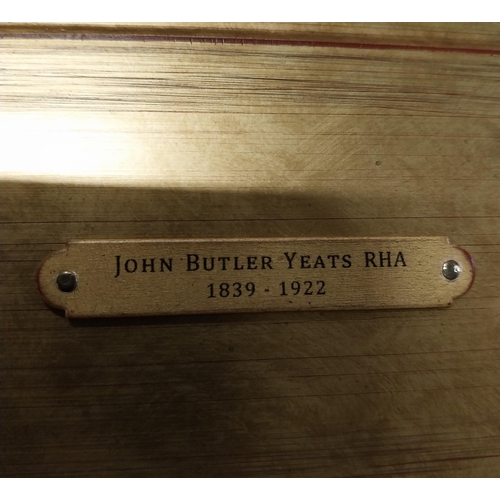 JOHN BUTLER YEATS RHA
1839 - 1922